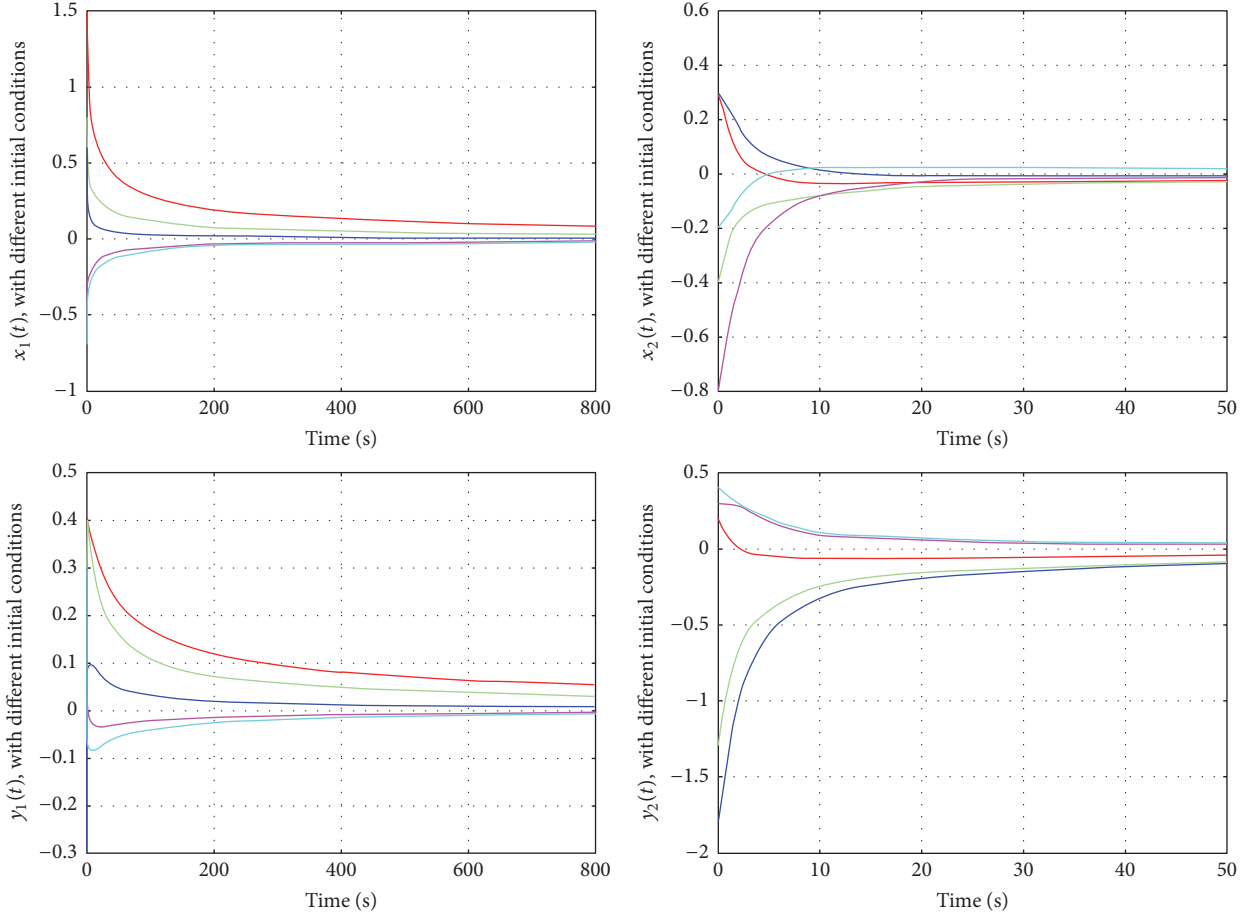 x₁(t), with different initial conditions
1.5
1
0.5
0
−0.5
−1
0 200 400 600 800
Time (s)
x₂(t), with different initial conditions
0.6
0.4
0.2
0
−0.2
−0.4
−0.6
−0.8
0 10 20 30 40 50
Time (s)
y₁(t), with different initial conditions
0.5
0.4
0.3
0.2
0.1
0
−0.1
−0.2
−0.3
0 200 400 600 800
Time (s)
y₂(t), with different initial conditions
0.5
0
−0.5
−1
−1.5
−2
0 10 20 30 40 50
Time (s)